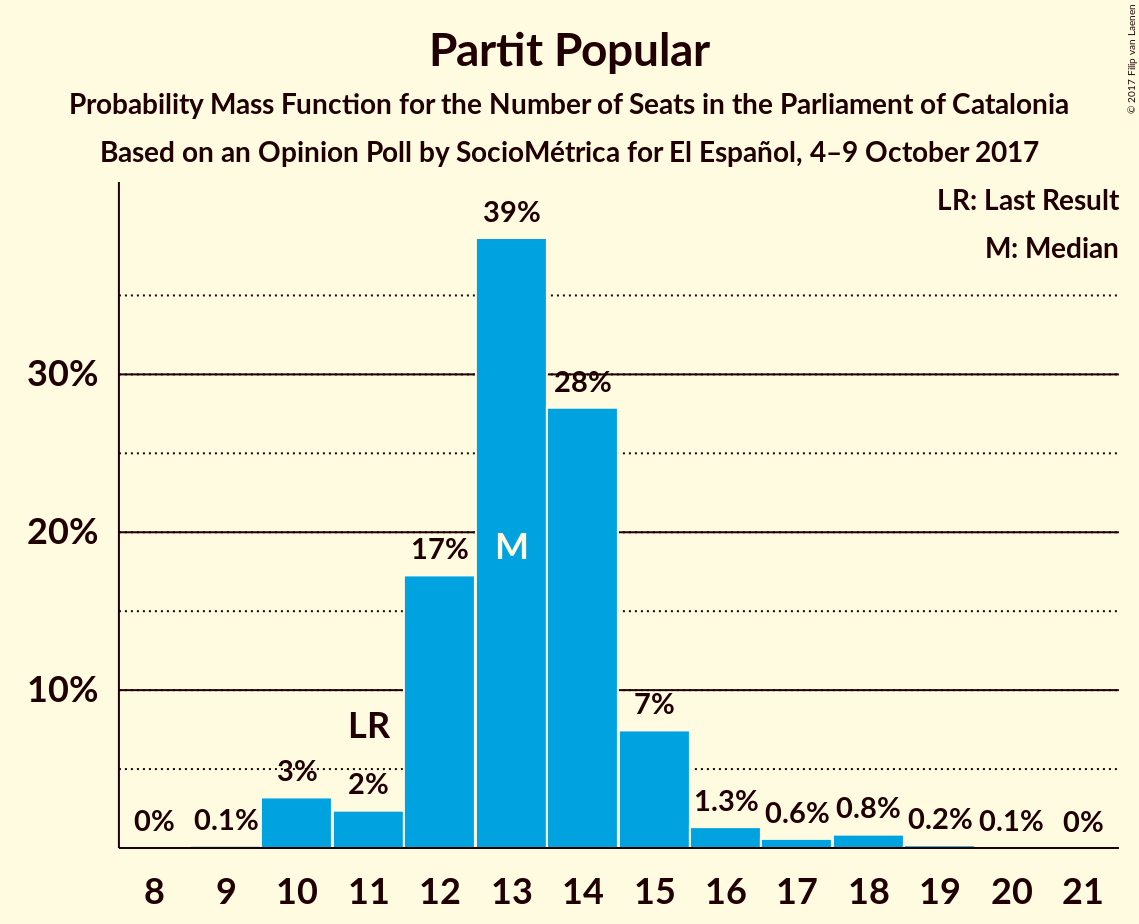 Partit Popular
Probability Mass Function for the Number of Seats in the Parliament of Catalonia
Based on an Opinion Poll by SocioMétrica for El Español, 4–9 October 2017
© 2017 Filip van Laenen
LR: Last Result
M: Median
30%
20%
10%
0%
0.1%
3%
2%
LR
17%
39%
M
28%
7%
1.3%
0.6%
0.8%
0.2%
0.1%
0%
8 9 10 11 12 13 14 15 16 17 18 19 20 21